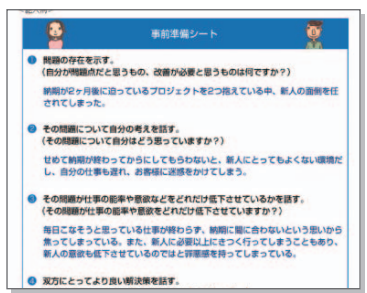 事前準備シート
❶ 問題の存在を示す。
(自分が問題点だと思うもの、改善が必要と思うものは何ですか？)
納期が2ヶ月後に迫っているプロジェクトを2つ抱えている中、新人の面倒を任
されてしまった。
❷ その問題について自分の考えを話す。
(その問題について自分はどう思っていますか？)
せめて納期が終わってからにしてもらわないと、新人にとってもよくない環境だ
し、自分の仕事も遅れ、お客様に迷惑をかけてしまう。
❸ その問題が仕事の能率や意欲などをどれだけ低下させているかを話す。
(その問題が仕事の能率や意欲をどれだけ低下させていますか？)
毎日こなそうと思っている仕事が終わらず、納期に間に合わないという思いから
焦ってしまっている。また、新人に必要以上にきつく行ってしまうこともあり、
新人の意欲も低下させているのではと罪悪感を持ってしまっている。
❹ 双方にとってより良い解決策を話す。